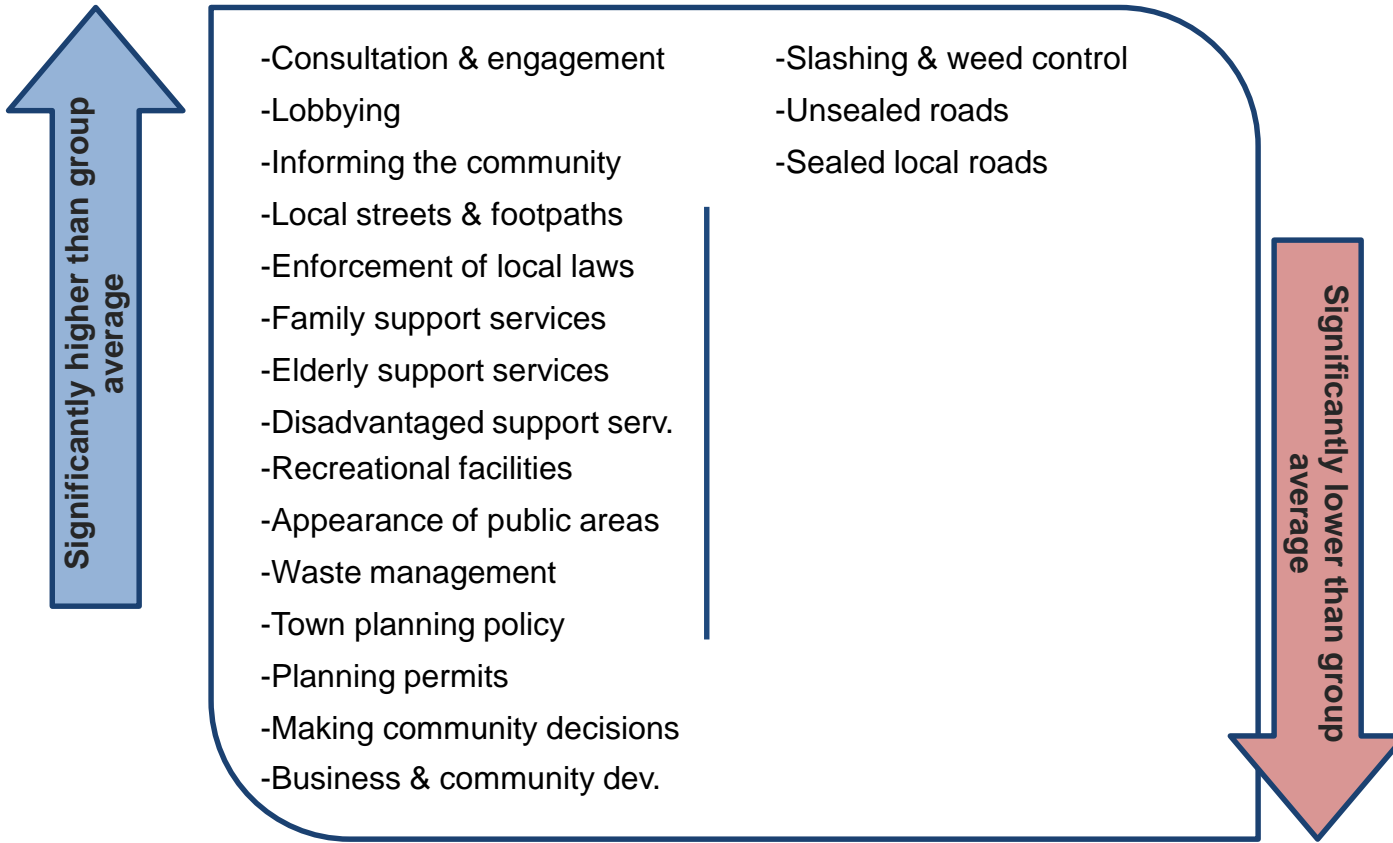 Significantly higher than group
average
-Consultation & engagement
-Lobbying
-Informing the community
-Local streets & footpaths
-Enforcement of local laws
-Family support services
-Elderly support services
-Disadvantaged support serv.
-Recreational facilities
-Appearance of public areas
-Waste management
-Town planning policy
-Planning permits
-Making community decisions
-Business & community dev.
-Slashing & weed control
-Unsealed roads
-Sealed local roads
Significantly lower than group
average